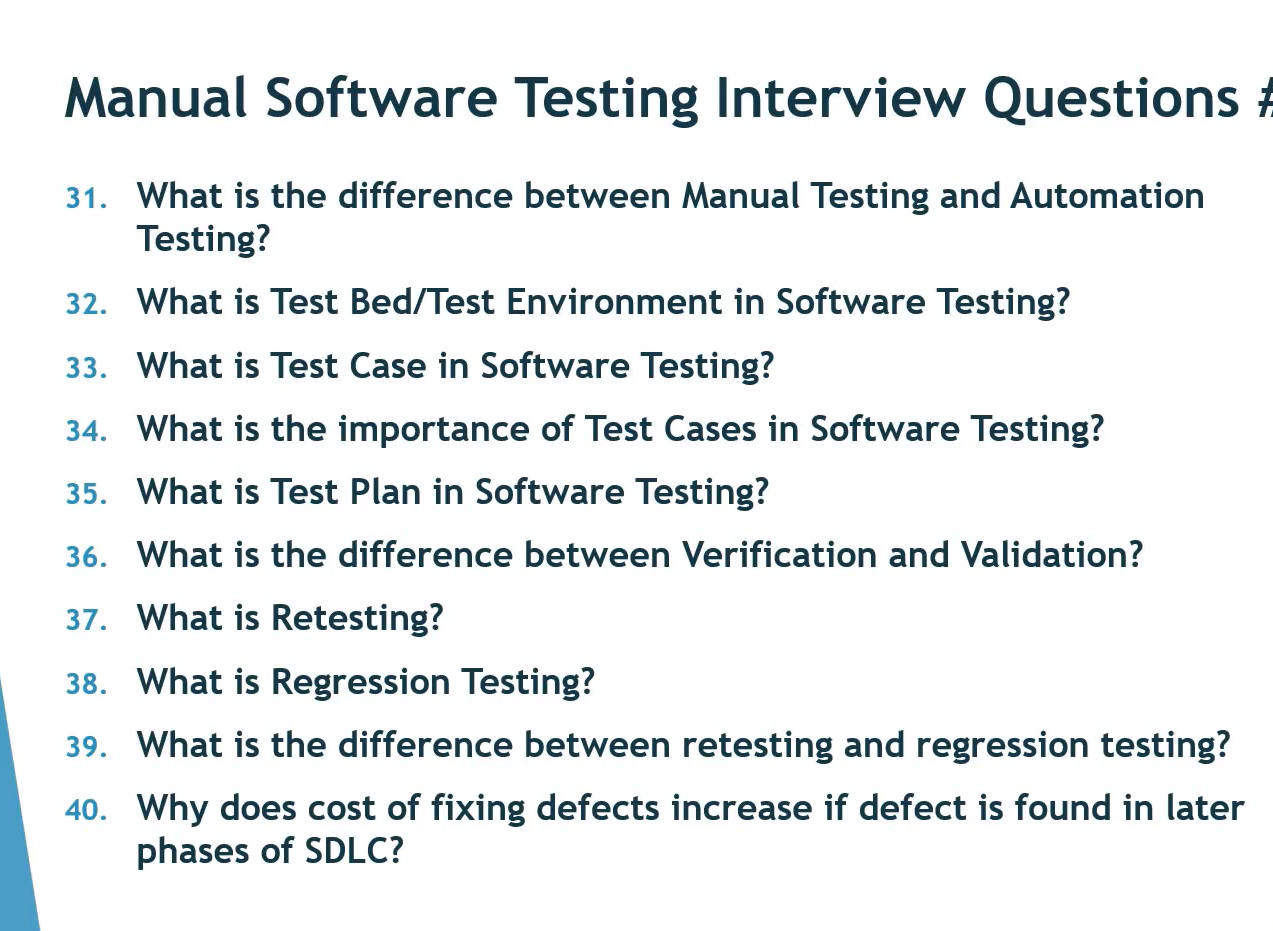 Manual Software Testing Interview Questions #
31. What is the difference between Manual Testing and Automation
Testing?
32. What is Test Bed/Test Environment in Software Testing?
33. What is Test Case in Software Testing?
34. What is the importance of Test Cases in Software Testing?
35. What is Test Plan in Software Testing?
36. What is the difference between Verification and Validation?
37. What is Retesting?
38. What is Regression Testing?
39. What is the difference between retesting and regression testing?
40. Why does cost of fixing defects increase if defect is found in later
phases of SDLC?